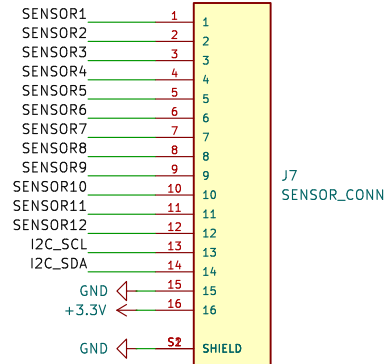 SENSOR1 1 1
SENSOR2 2 2
SENSOR3 3 3
SENSOR4 4 4
SENSOR5 5 5
SENSOR6 6 6
SENSOR7 7 7
SENSOR8 8 8
SENSOR9 9 9
SENSOR10 10 10
SENSOR11 11 11
SENSOR12 12 12
I2C_SCL 13 13
I2C_SDA 14 14
GND 15 15
+3.3V 16 16
GND SHIELD
J7
SENSOR_CONN